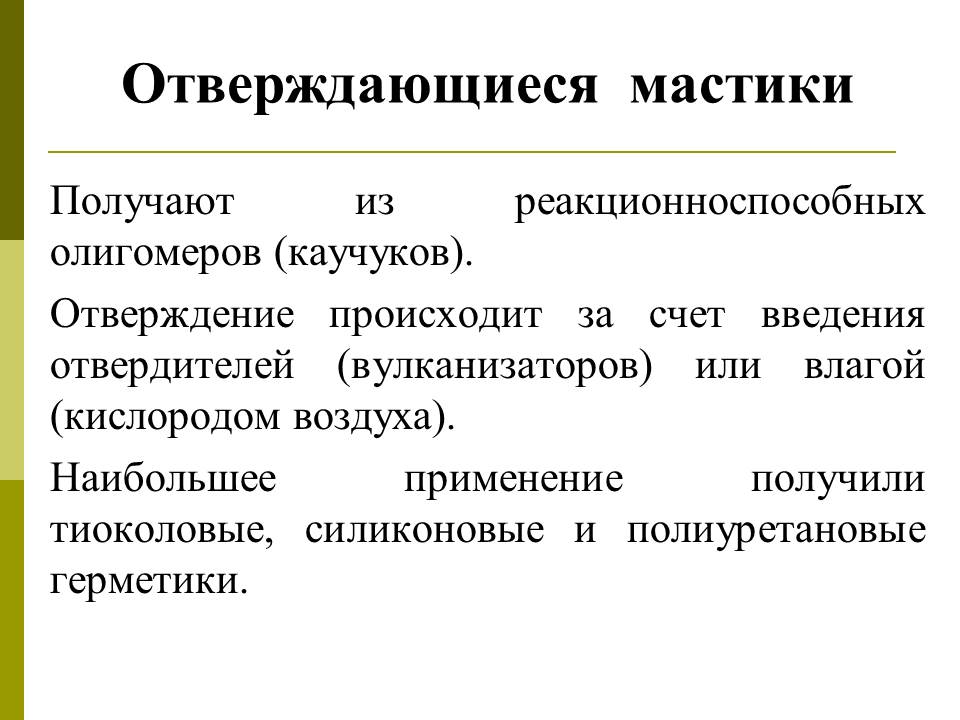 Отверждающиеся мастики
Получают из реакционноспособных
олигомеров (каучуков).
Отверждение происходит за счет введения
отвердителей (вулканизаторов) или влагой
(кислородом воздуха).
Наибольшее применение получили
тиоколовые, силиконовые и полиуретановые
герметики.